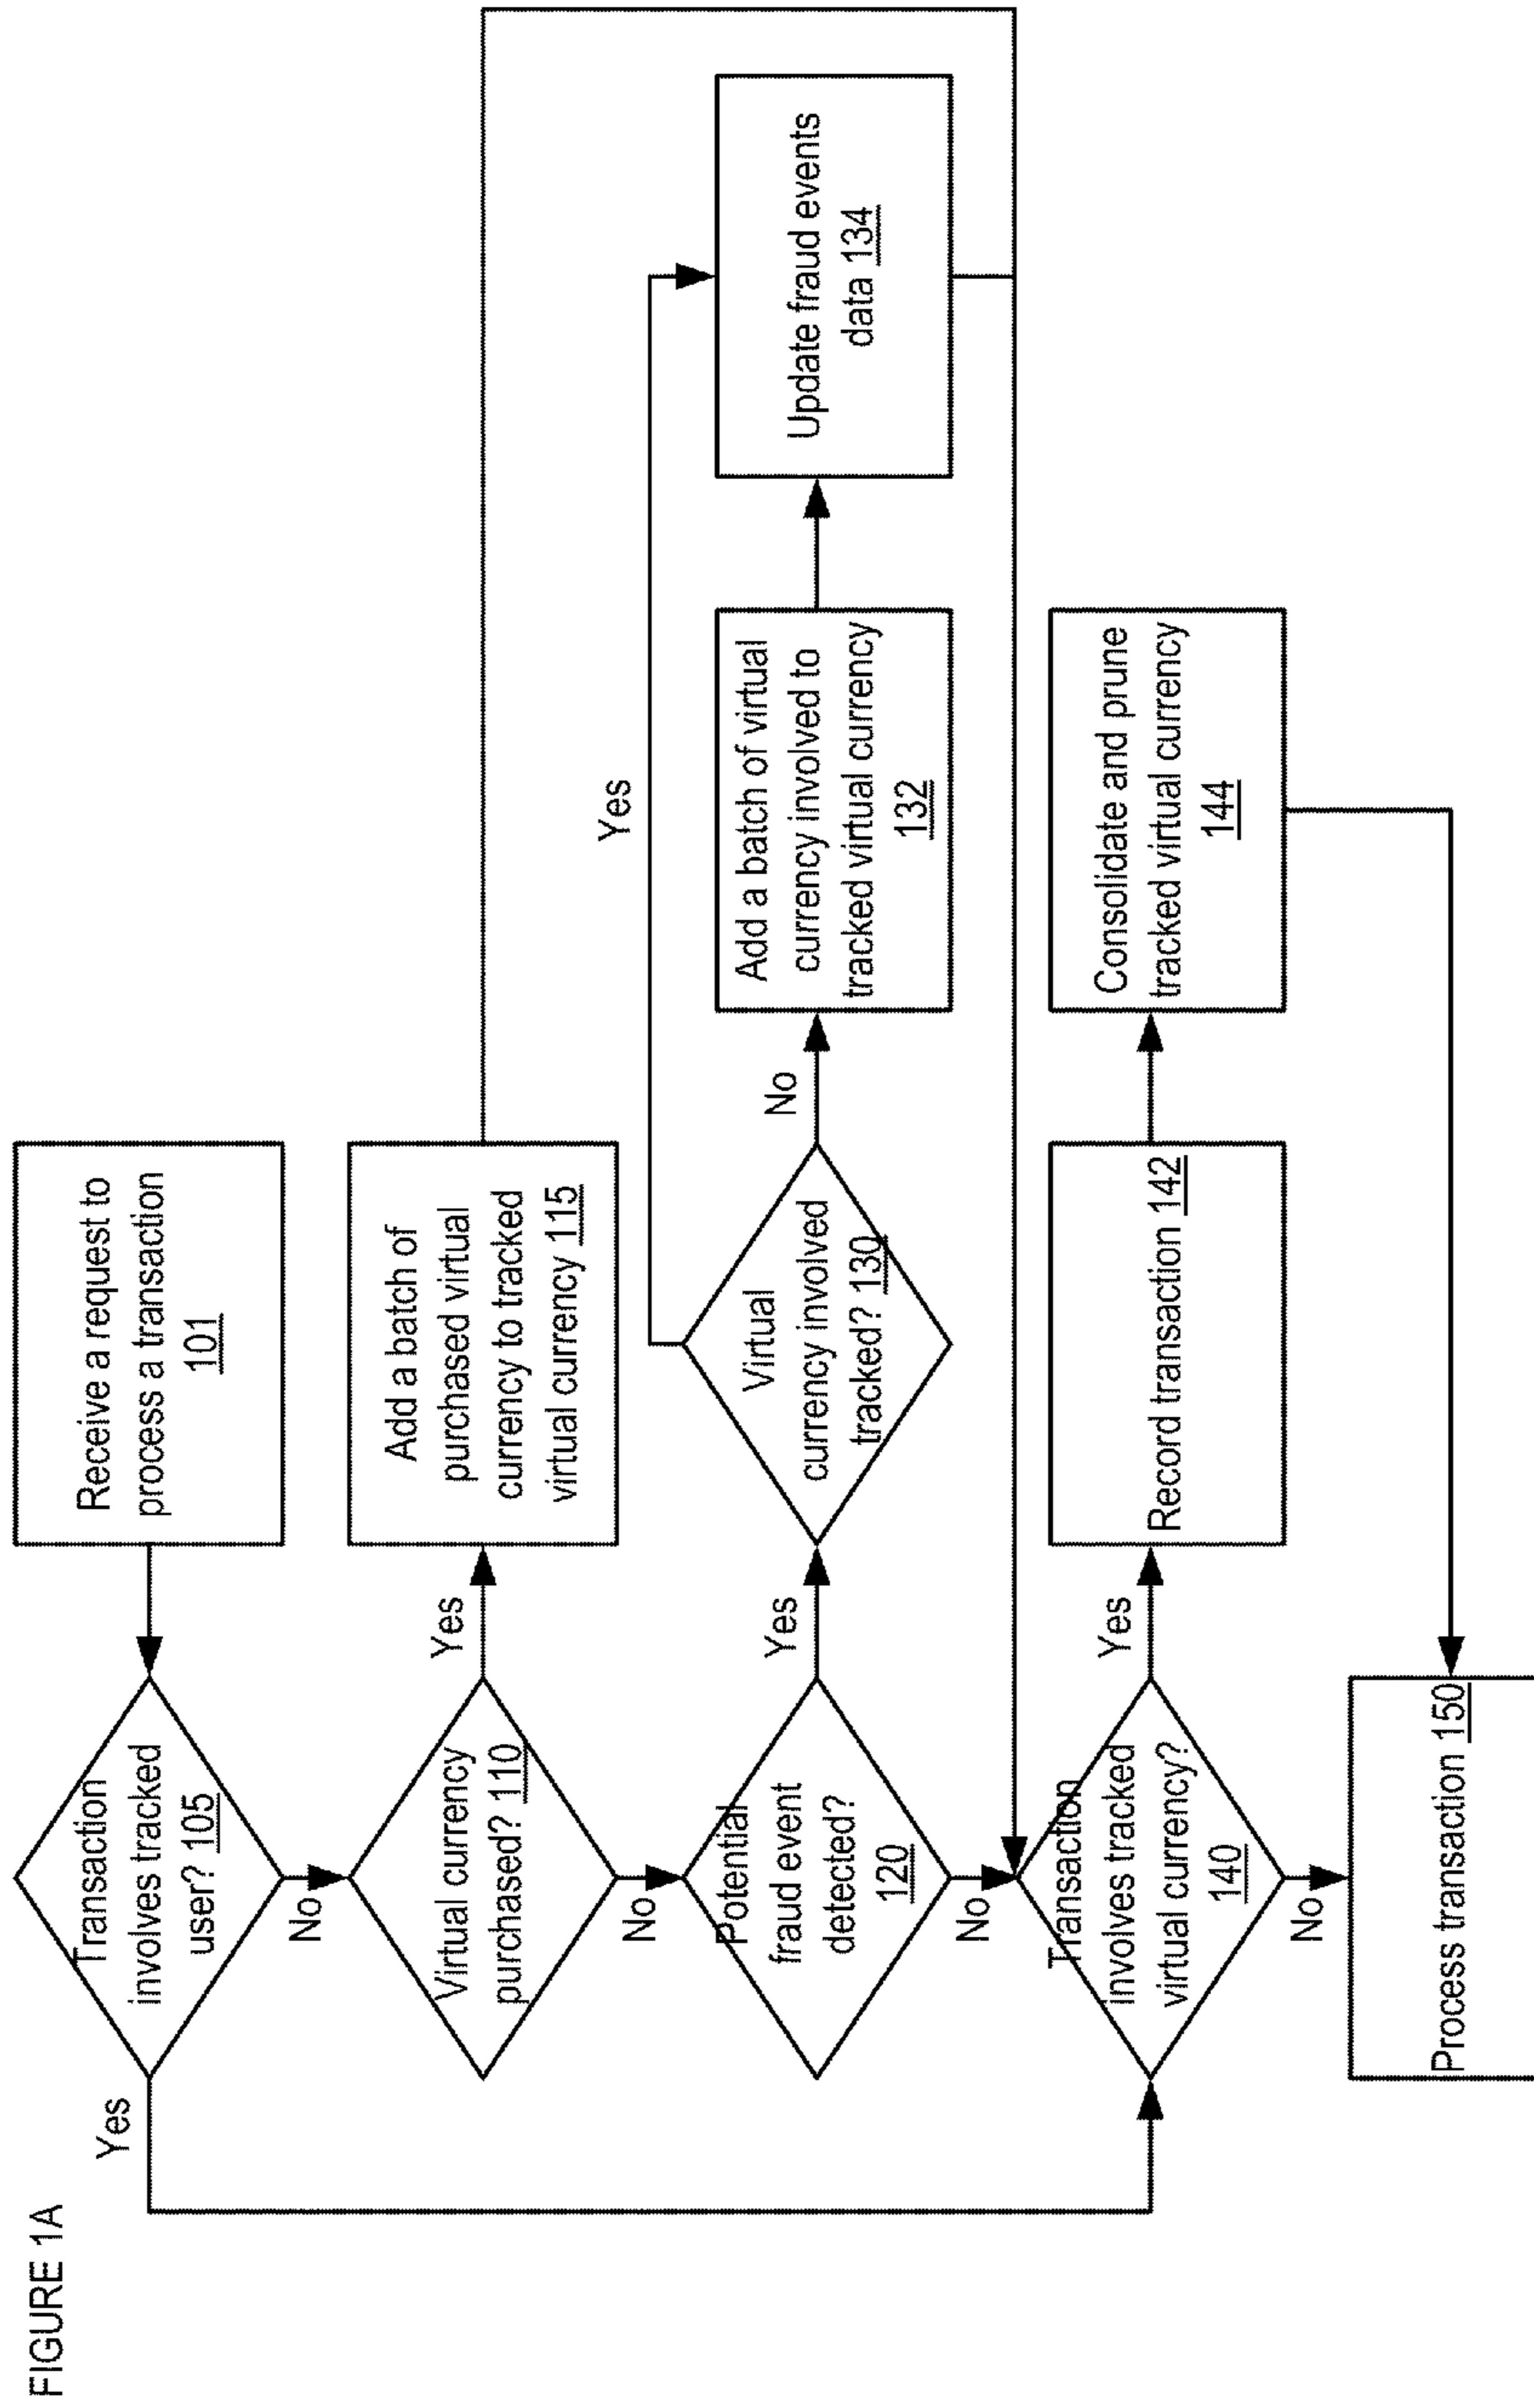 FIGURE 1A
Receive a request to
process a transaction
101
Transaction
involves tracked
user? 105
Yes
No
Virtual currency
purchased? 110
Yes
Add a batch of
purchased virtual
currency to tracked
virtual currency 115
No
Potential
fraud event
detected?
120
Yes
Virtual
currency involved
tracked? 130
Yes
No
Add a batch of virtual
currency involved to
tracked virtual currency
132
Update fraud events
data 134
No
Transaction
involves tracked
virtual currency?
140
Yes
Record transaction 142
Consolidate and prune
tracked virtual currency
144
No
Process transaction 150